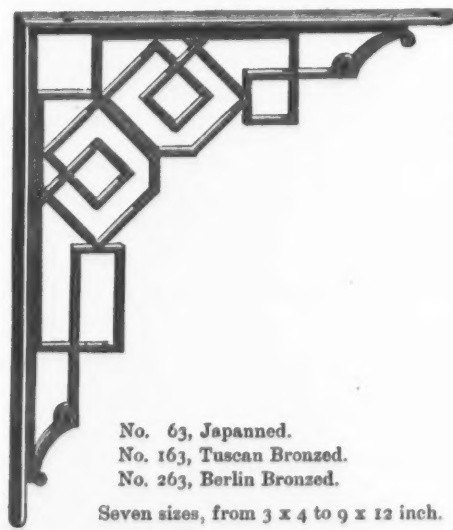 No. 63, Japanned.
No. 163, Tuscan Bronzed.
No. 263, Berlin Bronzed.
Seven sizes, from 3 x 4 to 9 x 12 inch.